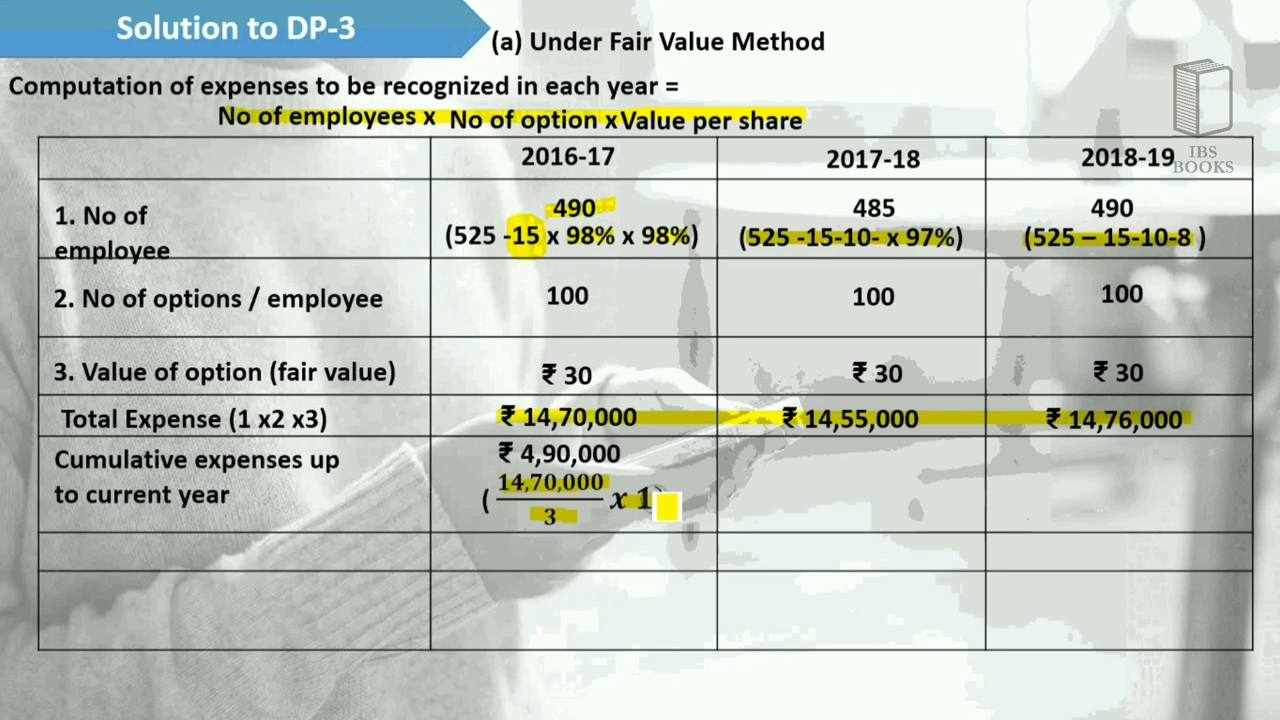 Solution to DP-3
(a) Under Fair Value Method
Computation of expenses to be recognized in each year =
No of employees x No of option x Value per share
IBS
BOOKS
2016-17 2017-18 2018-19
1. No of
employee
490 485 490
(525 -15 x 98% x 98%) (525 -15-10- x 97%) (525 – 15-10-8 )
2. No of options / employee 100 100 100
3. Value of option (fair value) ₹ 30 ₹ 30 ₹ 30
Total Expense (1 x2 x3) ₹ 14,70,000 ₹ 14,55,000 ₹ 14,76,000
Cumulative expenses up
to current year
₹ 4,90,000
(14,70,000/3 x 1)